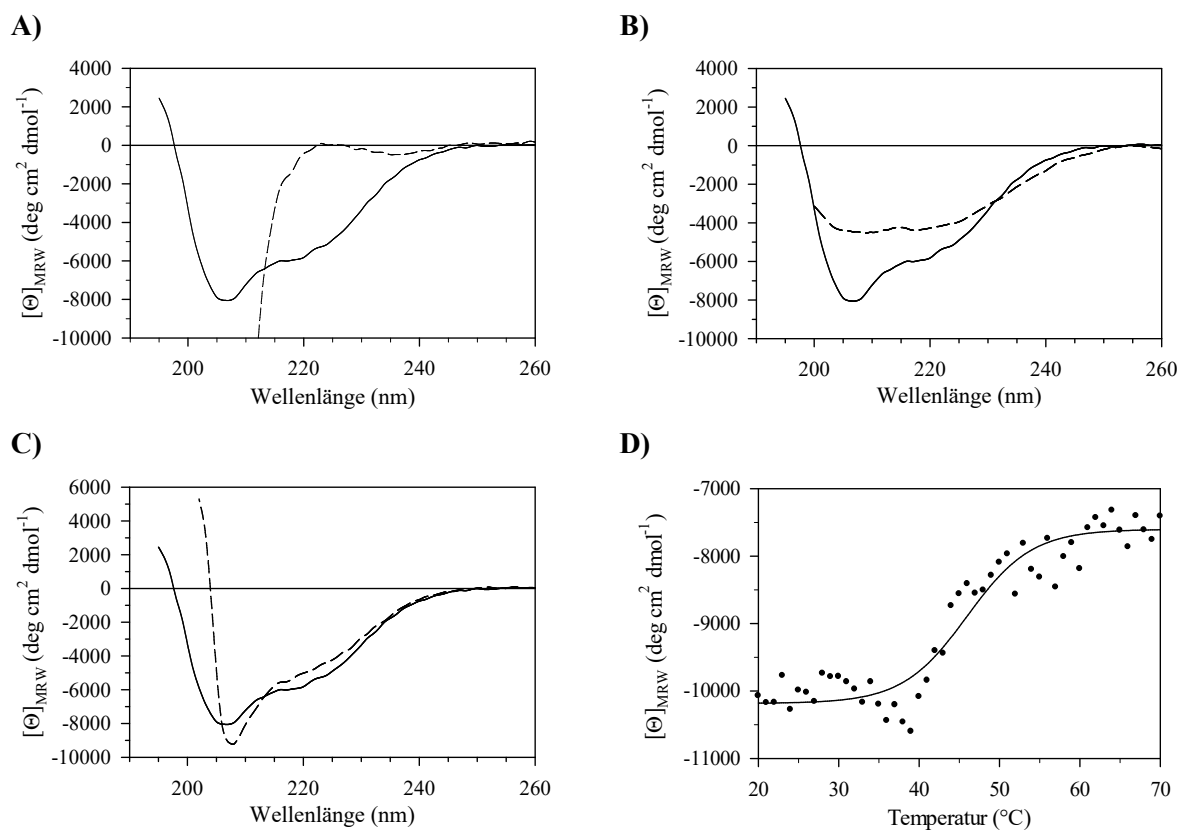 A)
4000
2000
0
-2000
-4000
-6000
-8000
-10000
[Θ]MRW (deg cm² dmol⁻¹)
200 220 240 260
Wellenlänge (nm)
B)
4000
2000
0
-2000
-4000
-6000
-8000
-10000
[Θ]MRW (deg cm² dmol⁻¹)
200 220 240 260
Wellenlänge (nm)
C)
6000
4000
2000
0
-2000
-4000
-6000
-8000
-10000
[Θ]MRW (deg cm² dmol⁻¹)
200 220 240 260
Wellenlänge (nm)
D)
-7000
-8000
-9000
-10000
-11000
[Θ]MRW (deg cm² dmol⁻¹)
20 30 40 50 60 70
Temperatur (°C)